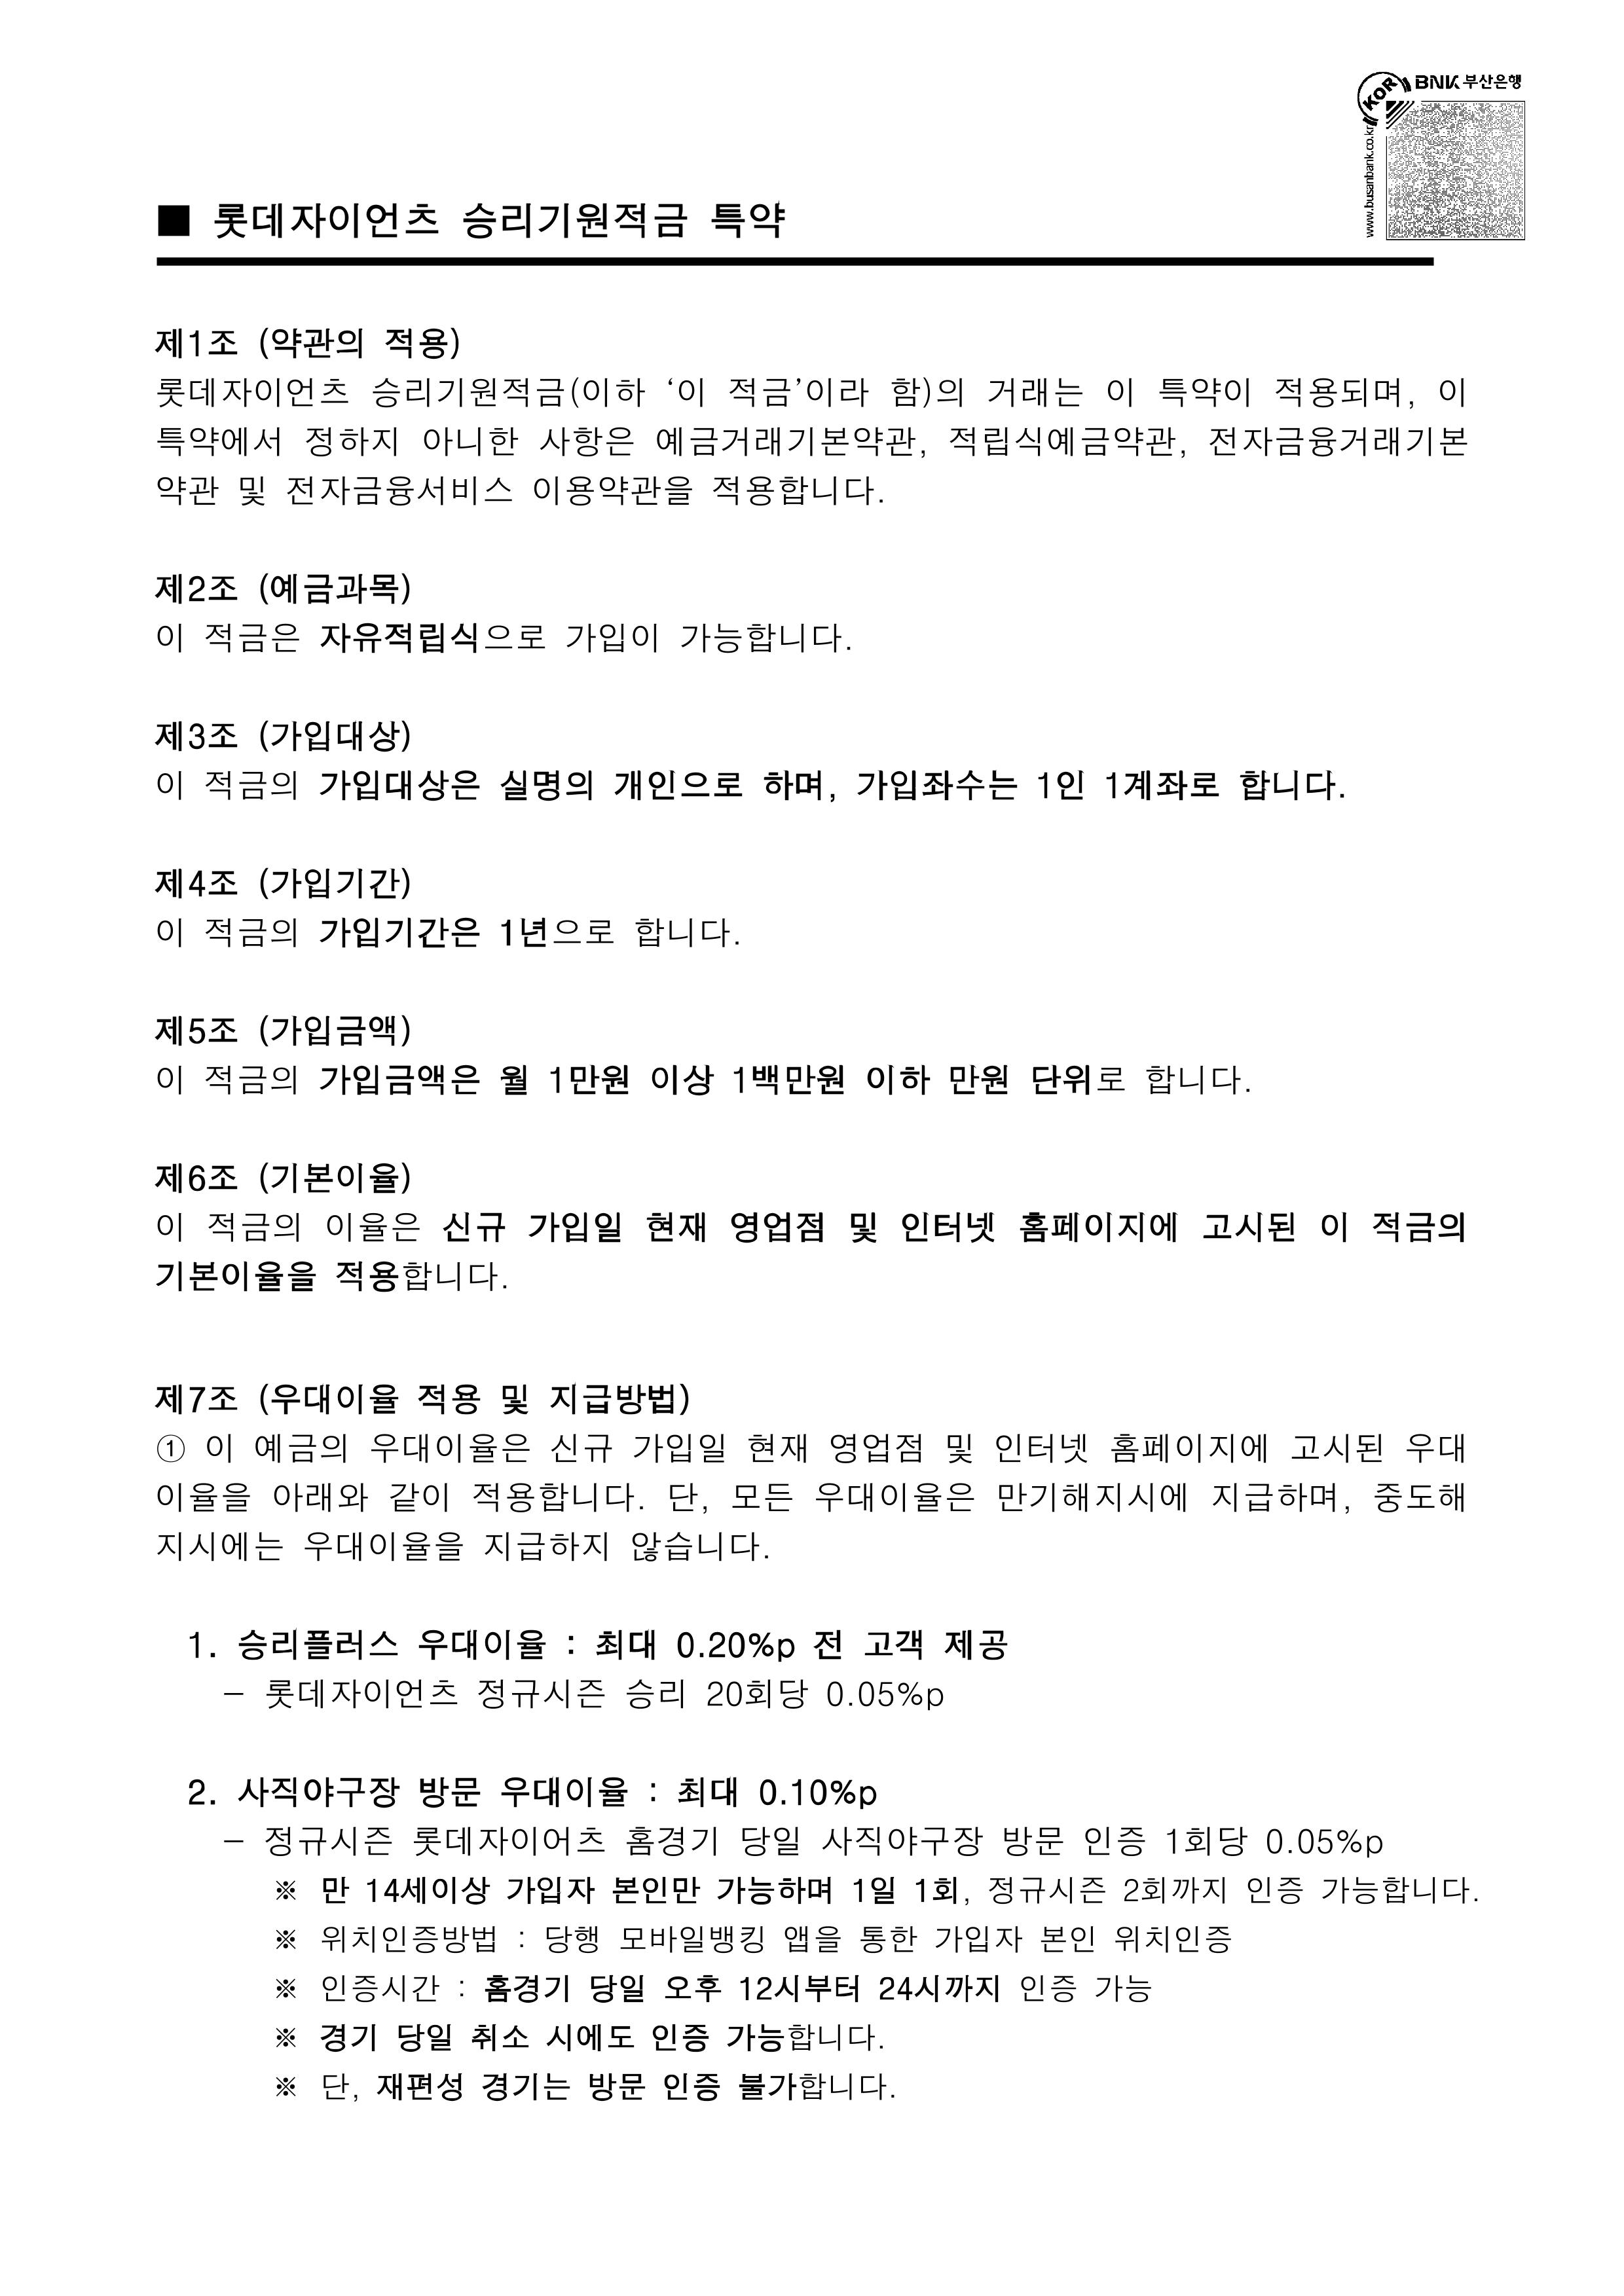 KOR
BNK 부산은행
www.busanbank.co.kr
■ 롯데자이언츠 승리기원적금 특약
제1조 (약관의 적용)
롯데자이언츠 승리기원적금(이하 ‘이 적금’이라 함)의 거래는 이 특약이 적용되며, 이
특약에서 정하지 아니한 사항은 예금거래기본약관, 적립식예금약관, 전자금융거래기본
약관 및 전자금융서비스 이용약관을 적용합니다.
제2조 (예금과목)
이 적금은 자유적립식으로 가입이 가능합니다.
제3조 (가입대상)
이 적금의 가입대상은 실명의 개인으로 하며, 가입좌수는 1인 1계좌로 합니다.
제4조 (가입기간)
이 적금의 가입기간은 1년으로 합니다.
제5조 (가입금액)
이 적금의 가입금액은 월 1만원 이상 1백만원 이하 만원 단위로 합니다.
제6조 (기본이율)
이 적금의 이율은 신규 가입일 현재 영업점 및 인터넷 홈페이지에 고시된 이 적금의
기본이율을 적용합니다.
제7조 (우대이율 적용 및 지급방법)
① 이 예금의 우대이율은 신규 가입일 현재 영업점 및 인터넷 홈페이지에 고시된 우대
이율을 아래와 같이 적용합니다. 단, 모든 우대이율은 만기해지시에 지급하며, 중도해
지시에는 우대이율을 지급하지 않습니다.
1. 승리플러스 우대이율 : 최대 0.20%p 전 고객 제공
- 롯데자이언츠 정규시즌 승리 20회당 0.05%p
2. 사직야구장 방문 우대이율 : 최대 0.10%p
- 정규시즌 롯데자이어츠 홈경기 당일 사직야구장 방문 인증 1회당 0.05%p
※ 만 14세이상 가입자 본인만 가능하며 1일 1회, 정규시즌 2회까지 인증 가능합니다.
※ 위치인증방법 : 당행 모바일뱅킹 앱을 통한 가입자 본인 위치인증
※ 인증시간 : 홈경기 당일 오후 12시부터 24시까지 인증 가능
※ 경기 당일 취소 시에도 인증 가능합니다.
※ 단, 재편성 경기는 방문 인증 불가합니다.